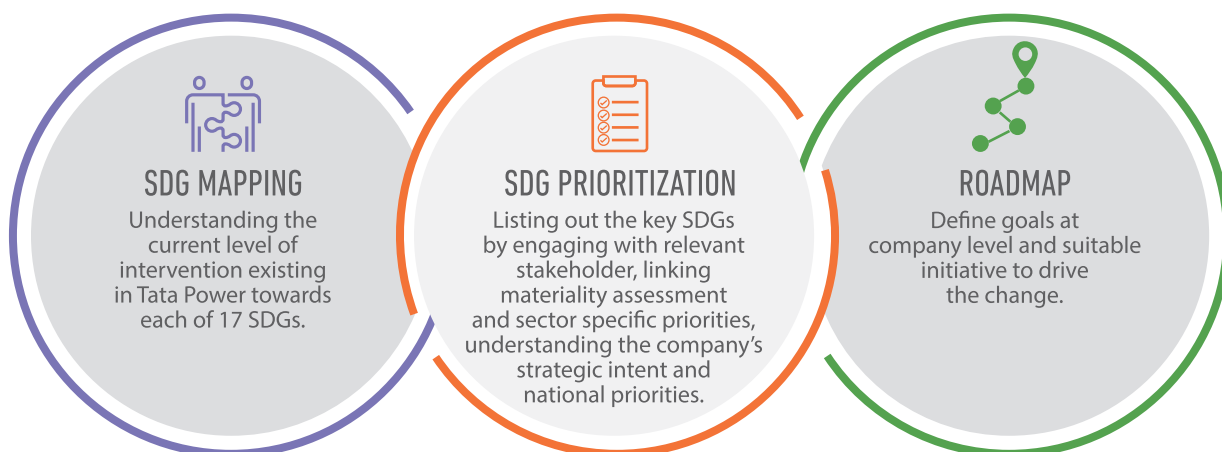 SDG MAPPING
Understanding the
current level of
intervention existing
in Tata Power towards
each of 17 SDGs.
SDG PRIORITIZATION
Listing out the key SDGs
by engaging with relevant
stakeholder, linking
materiality assessment
and sector specific priorities,
understanding the company's
strategic intent and
national priorities.
ROADMAP
Define goals at
company level and suitable
initiative to drive
the change.